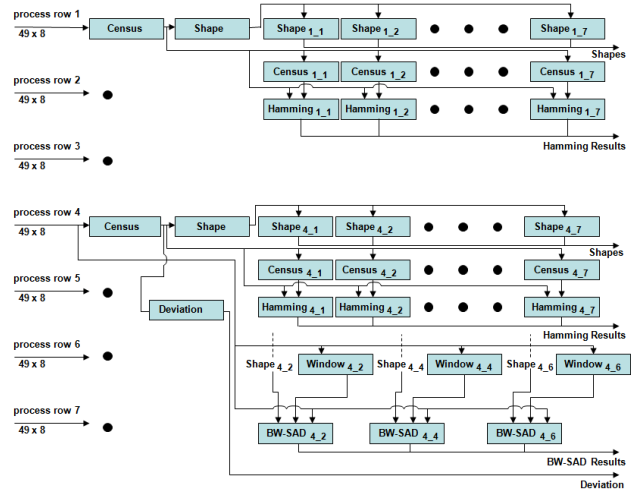 process row 1
49 x 8
Census
Shape
Shape 1_1
Shape 1_2
Shape 1_7
Shapes
Census 1_1
Census 1_2
Census 1_7
process row 2
49 x 8
Hamming 1_1
Hamming 1_2
Hamming 1_7
Hamming Results
process row 3
49 x 8
process row 4
49 x 8
Census
Shape
Shape 4_1
Shape 4_2
Shape 4_7
Shapes
Census 4_1
Census 4_2
Census 4_7
process row 5
49 x 8
Deviation
Hamming 4_1
Hamming 4_2
Hamming 4_7
Hamming Results
process row 6
49 x 8
Shape 4_2
Window 4_2
Shape 4_4
Window 4_4
Shape 4_6
Window 4_6
process row 7
49 x 8
BW-SAD 4_2
BW-SAD 4_4
BW-SAD 4_6
BW-SAD Results
Deviation